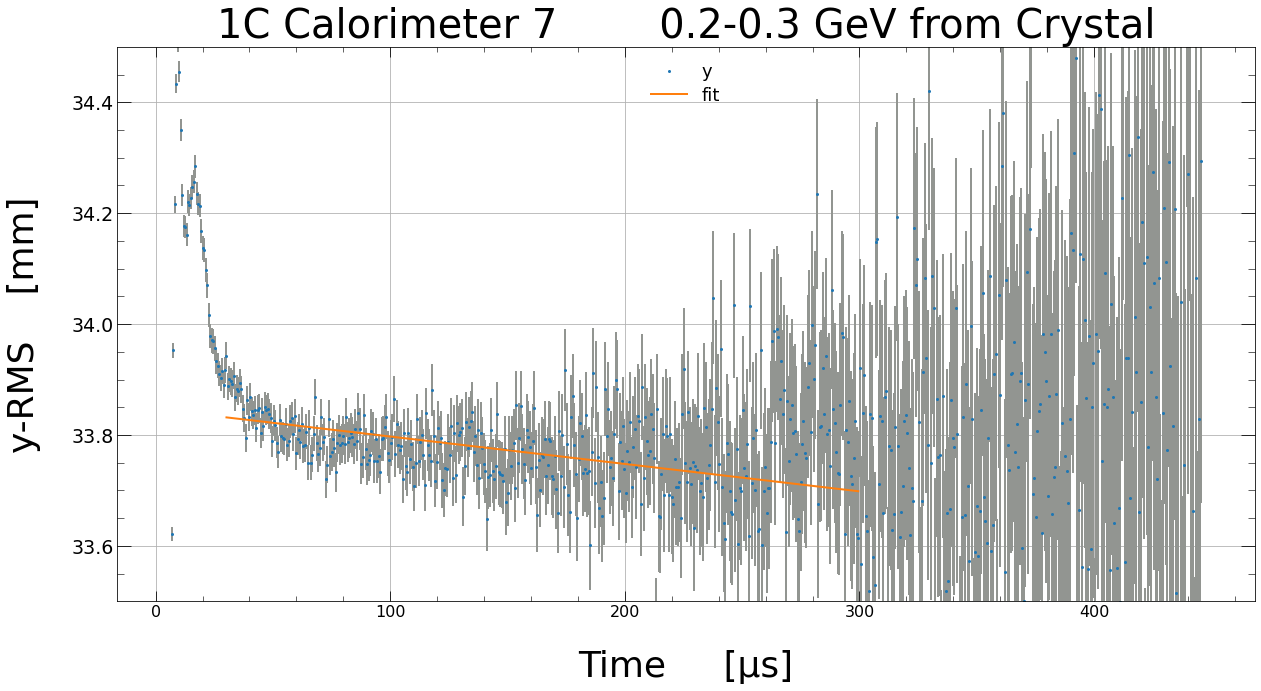 1C Calorimeter 7 0.2-0.3 GeV from Crystal
y
fit
34.4
34.2
34.0
33.8
33.6
y-RMS [mm]
0 100 200 300 400
Time [µs]